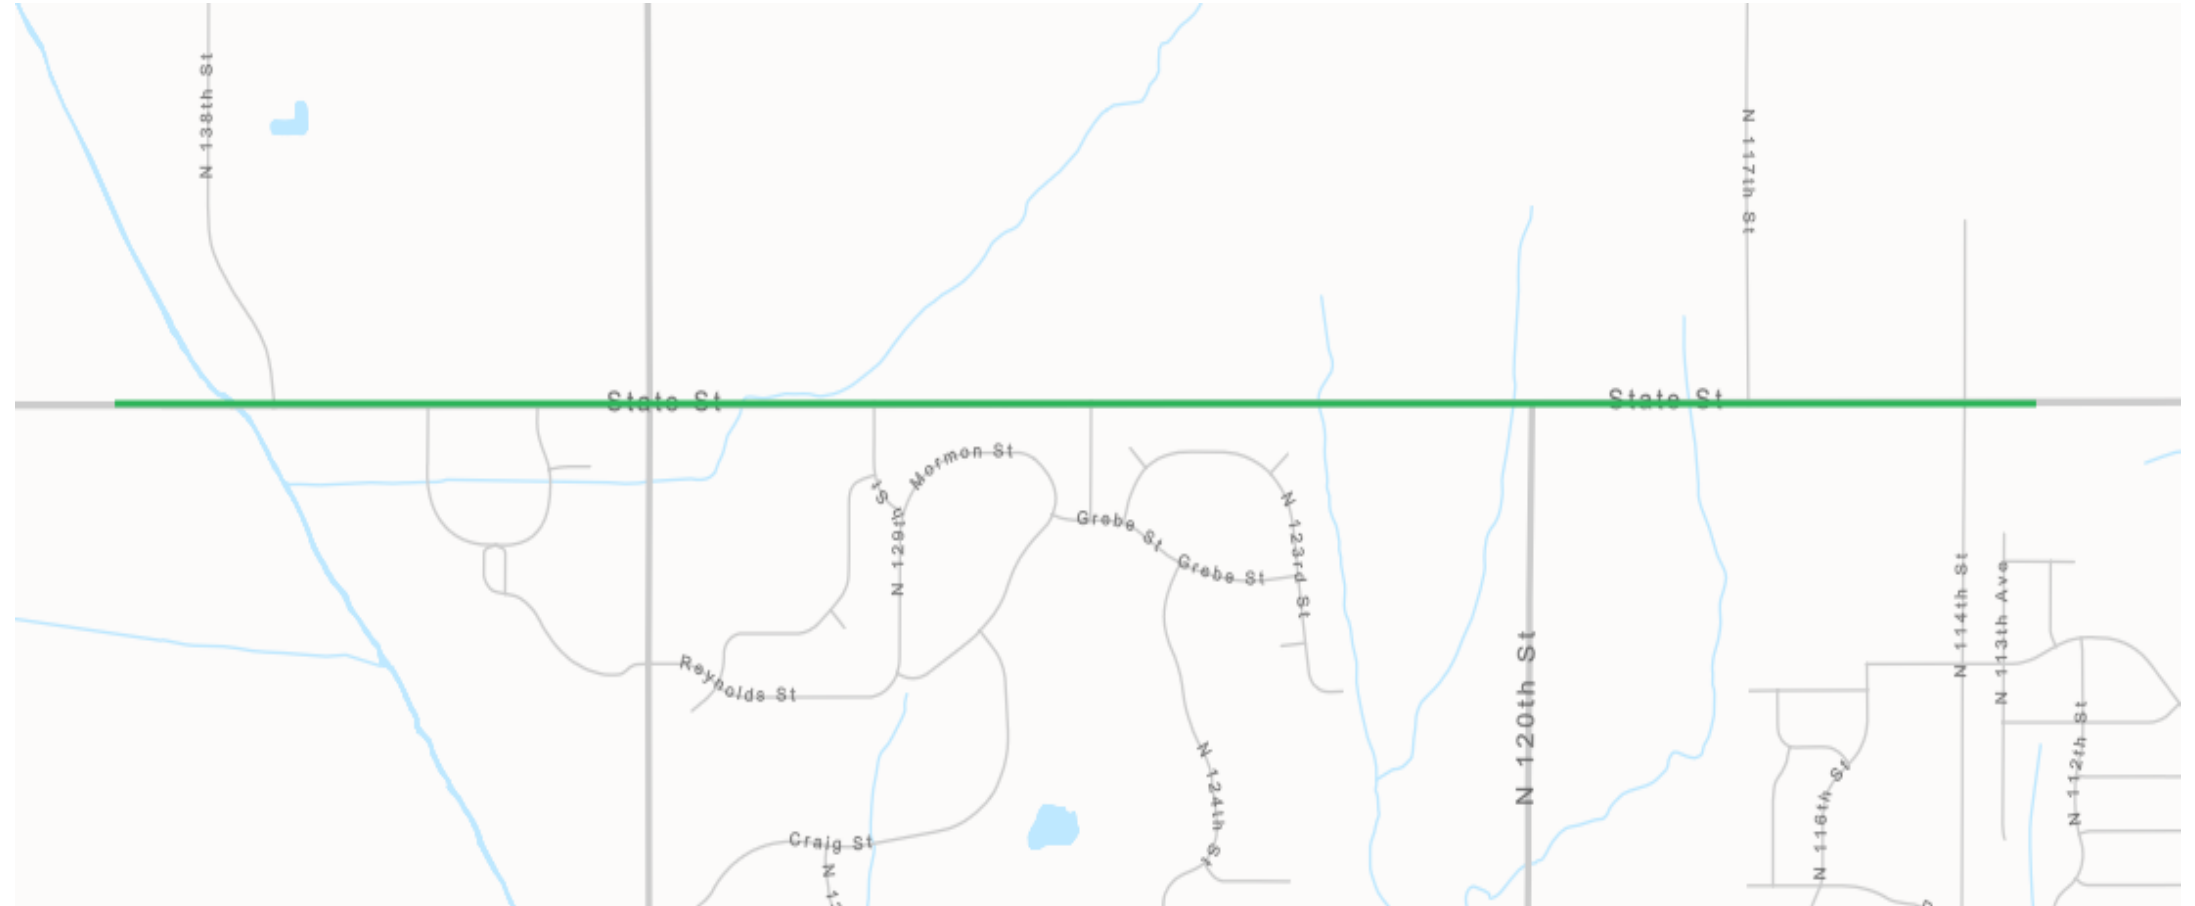 N 138th St
N 117th St
State St
State St
Mormon St
St
N 129th
Grebe St
Grebe St
N 123rd St
N 120th St
N 114th St
N 113th Ave
Reynolds St
N 112th St
N 124th St
N 116th St
Craig St